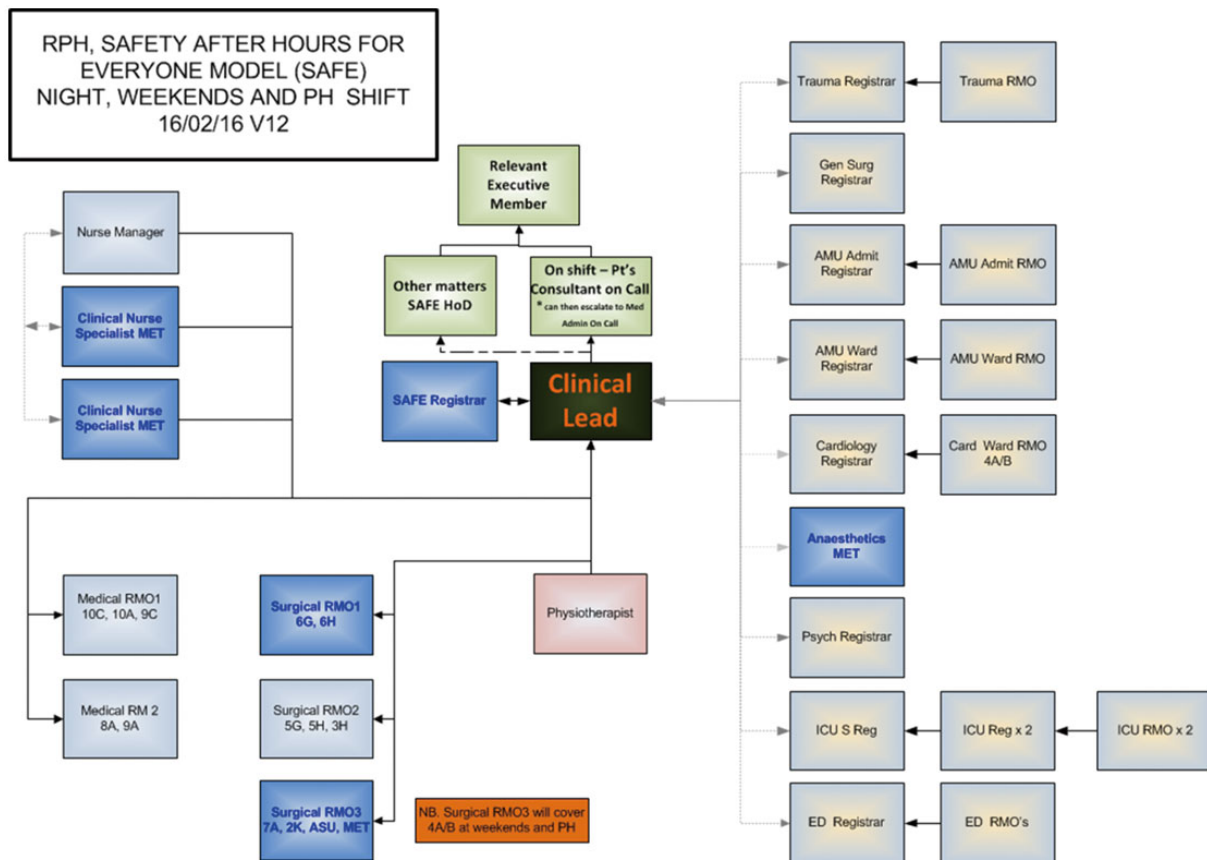 RPH, SAFETY AFTER HOURS FOR
EVERYONE MODEL (SAFE)
NIGHT, WEEKENDS AND PH SHIFT
16/02/16 V12
Relevant
Executive
Member
Other matters
SAFE HoD
On shift – Pt's
Consultant on Call
* can then escalate to Med
Admin On Call
Nurse Manager
Clinical Nurse
Specialist MET
Clinical Nurse
Specialist MET
SAFE Registrar
Clinical
Lead
Medical RMO1
10C, 10A, 9C
Medical RM 2
8A, 9A
Surgical RMO1
6G, 6H
Surgical RMO2
5G, 5H, 3H
Surgical RMO3
7A, 2K, ASU, MET
Physiotherapist
NB. Surgical RMO3 will cover
4A/B at weekends and PH
Trauma Registrar
Trauma RMO
Gen Surg
Registrar
AMU Admit
Registrar
AMU Admit RMO
AMU Ward
Registrar
AMU Ward RMO
Cardiology
Registrar
Card Ward RMO
4A/B
Anaesthetics
MET
Psych Registrar
ICU S Reg
ICU Reg x 2
ICU RMO x 2
ED Registrar
ED RMO's